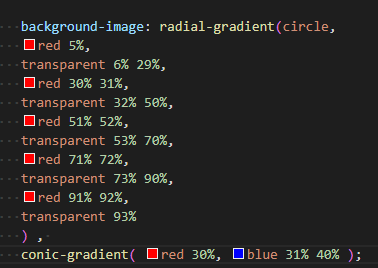 background-image: radial-gradient(circle,
red 5%,
transparent 6% 29%,
red 30% 31%,
transparent 32% 50%,
red 51% 52%,
transparent 53% 70%,
red 71% 72%,
transparent 73% 90%,
red 91% 92%,
transparent 93%
) ,
conic-gradient( red 30%, blue 31% 40% );